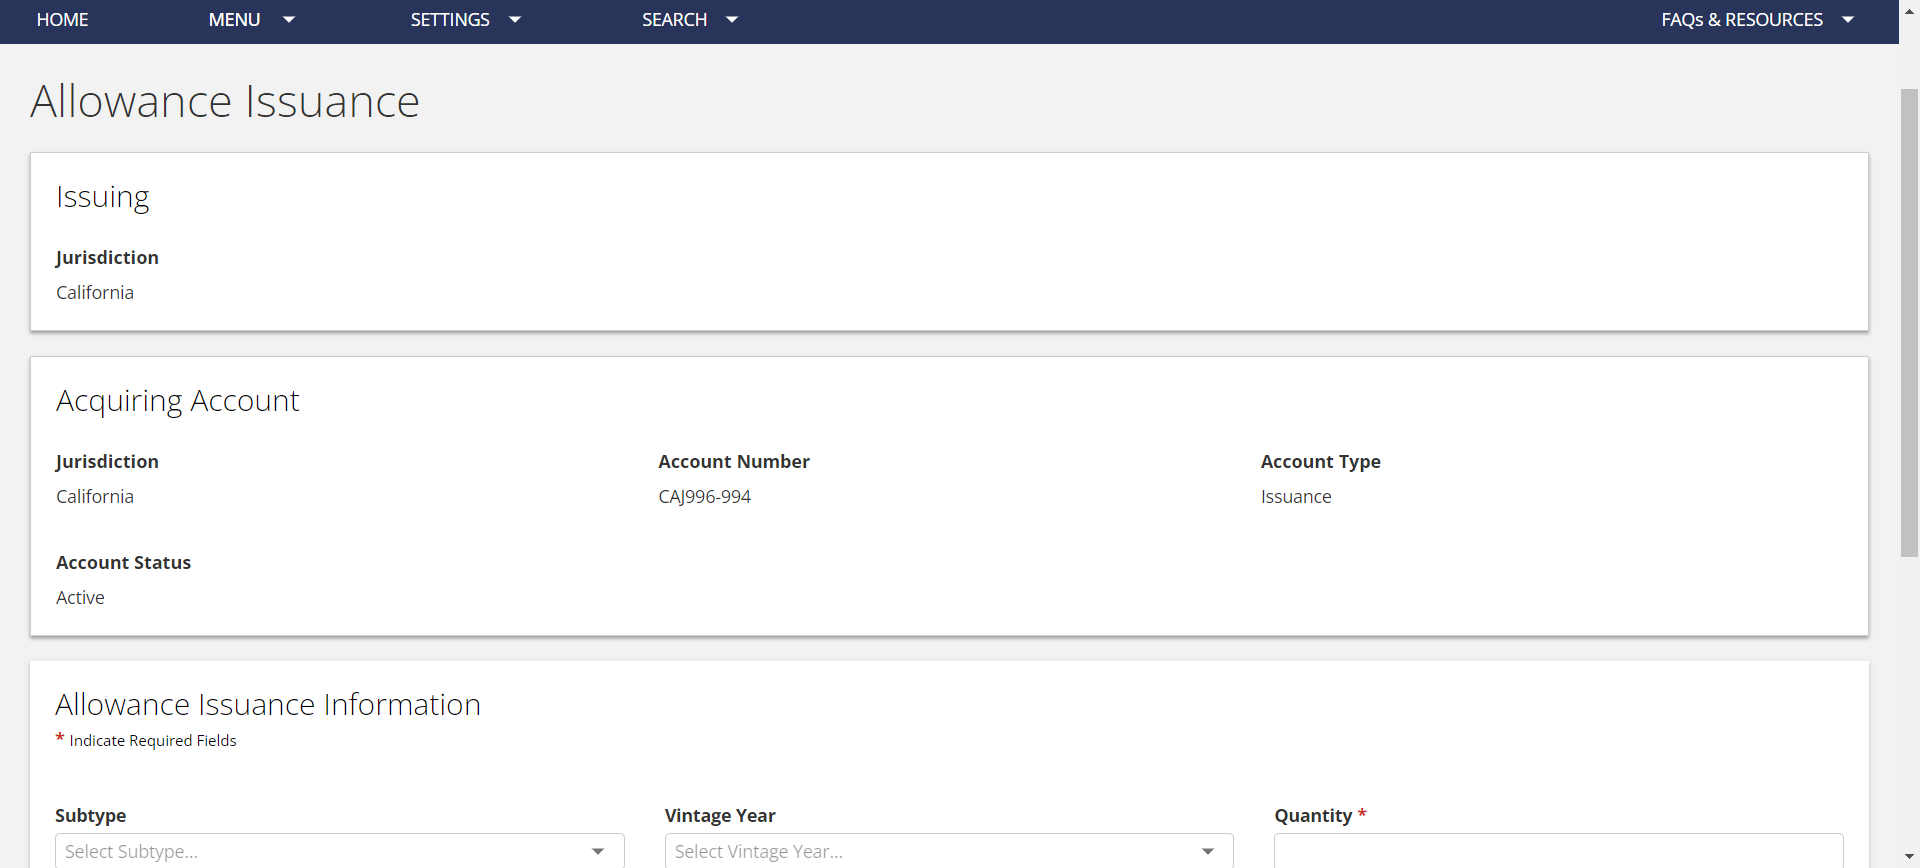 HOME MENU SETTINGS SEARCH FAQs & RESOURCES
Allowance Issuance
Issuing
Jurisdiction
California
Acquiring Account
Jurisdiction Account Number Account Type
California CAJ996-994 Issuance
Account Status
Active
Allowance Issuance Information
* Indicate Required Fields
Subtype Vintage Year Quantity *
Select Subtype... Select Vintage Year...